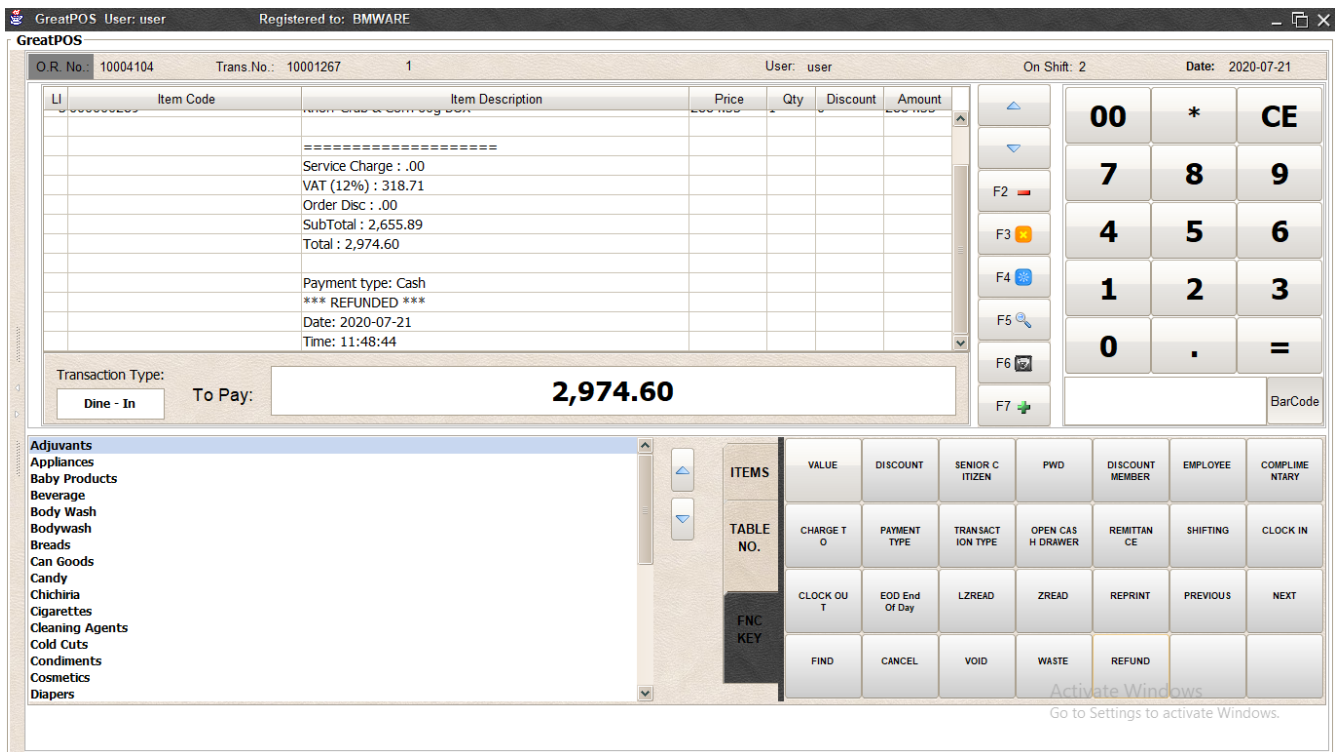 GreatPOS User: user Registered to: BMWARE
GreatPOS
O.R. No.: 10004104 Trans.No.: 10001267 1 User: user On Shift: 2 Date: 2020-07-21
LI Item Code Item Description Price Qty Discount Amount
=====================
Service Charge : .00
VAT (12%) : 318.71
Order Disc : .00
SubTotal : 2,655.89
Total : 2,974.60
Payment type: Cash
*** REFUNDED ***
Date: 2020-07-21
Time: 11:48:44
F2
F3
F4
F5
F6
F7
00 * CE
7 8 9
4 5 6
1 2 3
0 . =
BarCode
Transaction Type:
Dine - In
To Pay: 2,974.60
Adjuvants
Appliances
Baby Products
Beverage
Body Wash
Bodywash
Breads
Can Goods
Candy
Chichiria
Cigarettes
Cleaning Agents
Cold Cuts
Condiments
Cosmetics
Diapers
ITEMS
TABLE
NO.
FNC
KEY
VALUE DISCOUNT SENIOR C PWD DISCOUNT EMPLOYEE COMPLIME
ITIZEN MEMBER NTARY
CHARGE T PAYMENT TRANSACT OPEN CAS REMITTAN SHIFTING CLOCK IN
O TYPE ION TYPE H DRAWER CE
CLOCK OU EOD End LZREAD ZREAD REPRINT PREVIOUS NEXT
T Of Day
FIND CANCEL VOID WASTE REFUND
Activate Windows
Go to Settings to activate Windows.